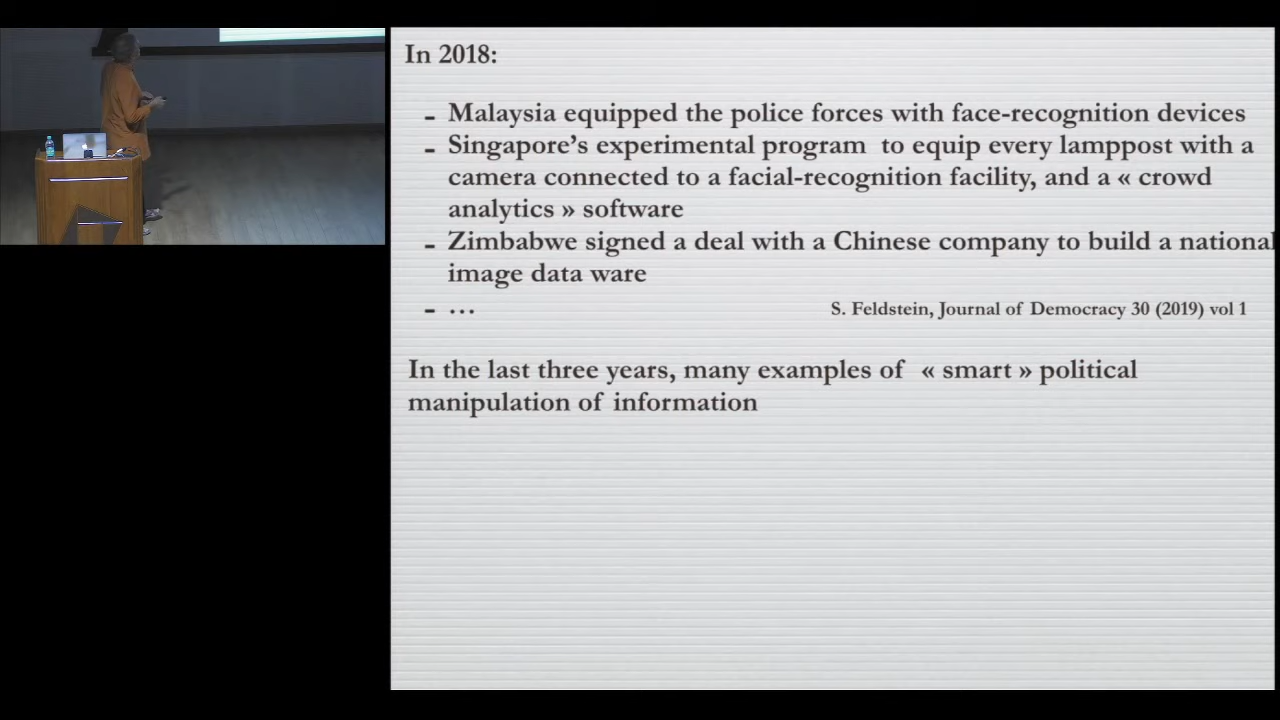 In 2018:
- Malaysia equipped the police forces with face-recognition devices
- Singapore’s experimental program to equip every lamppost with a
camera connected to a facial-recognition facility, and a « crowd
analytics » software
- Zimbabwe signed a deal with a Chinese company to build a national
image data ware
- …
S. Feldstein, Journal of Democracy 30 (2019) vol 1
In the last three years, many examples of « smart » political
manipulation of information